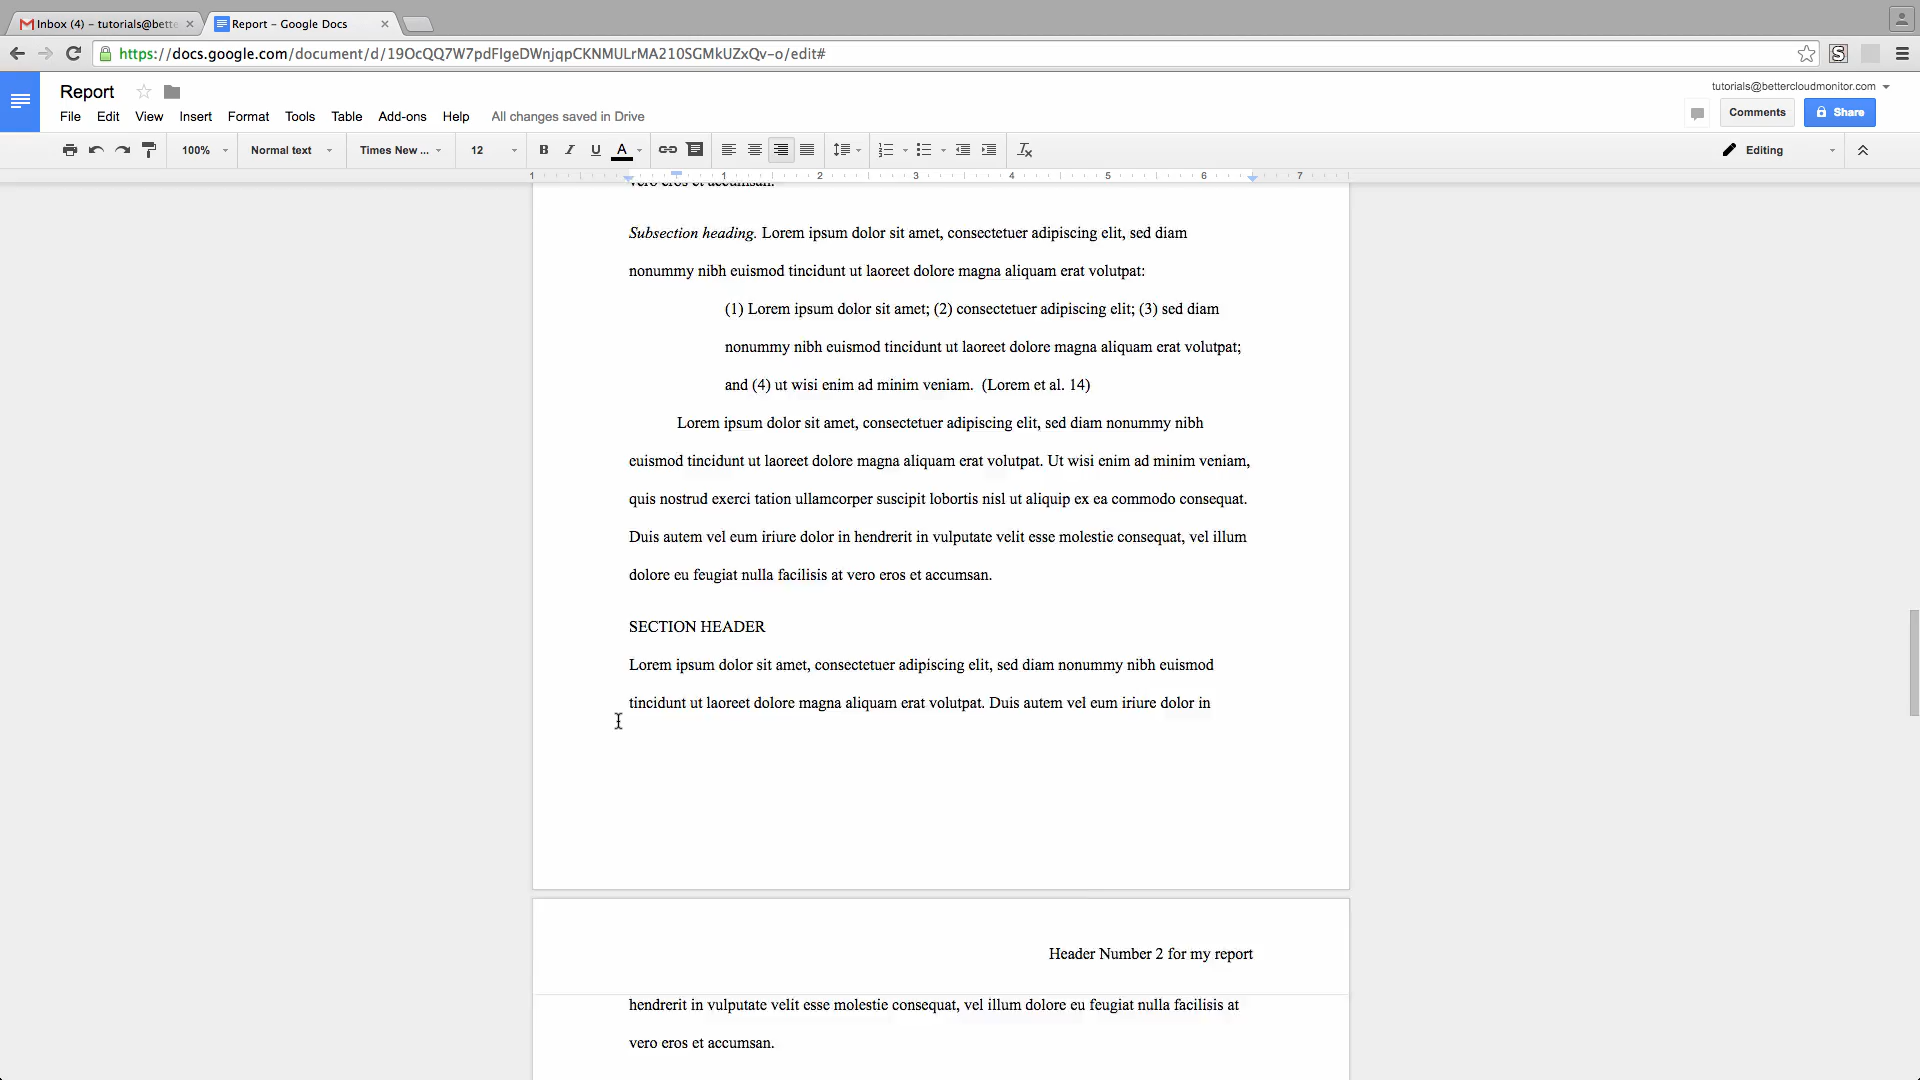 Inbox (4) – tutorials@bette
Report – Google Docs
https://docs.google.com/document/d/19OcQQ7W7pdFIgeDWnjqpCKNMULrMA210SGMkUZxQv-o/edit#
Report
tutorials@bettercloudmonitor.com
File Edit View Insert Format Tools Table Add-ons Help All changes saved in Drive
Comments
Share
100% Normal text Times New ... 12 B I U A Editing
1 1 2 3 4 5 6 7
vero eros et accumsan.
Subsection heading. Lorem ipsum dolor sit amet, consectetuer adipiscing elit, sed diam
nonummy nibh euismod tincidunt ut laoreet dolore magna aliquam erat volutpat:
(1) Lorem ipsum dolor sit amet; (2) consectetuer adipiscing elit; (3) sed diam
nonummy nibh euismod tincidunt ut laoreet dolore magna aliquam erat volutpat;
and (4) ut wisi enim ad minim veniam.  (Lorem et al. 14)
Lorem ipsum dolor sit amet, consectetuer adipiscing elit, sed diam nonummy nibh
euismod tincidunt ut laoreet dolore magna aliquam erat volutpat. Ut wisi enim ad minim veniam,
quis nostrud exerci tation ullamcorper suscipit lobortis nisl ut aliquip ex ea commodo consequat.
Duis autem vel eum iriure dolor in hendrerit in vulputate velit esse molestie consequat, vel illum
dolore eu feugiat nulla facilisis at vero eros et accumsan.
SECTION HEADER
Lorem ipsum dolor sit amet, consectetuer adipiscing elit, sed diam nonummy nibh euismod
tincidunt ut laoreet dolore magna aliquam erat volutpat. Duis autem vel eum iriure dolor in
Header Number 2 for my report
hendrerit in vulputate velit esse molestie consequat, vel illum dolore eu feugiat nulla facilisis at
vero eros et accumsan.